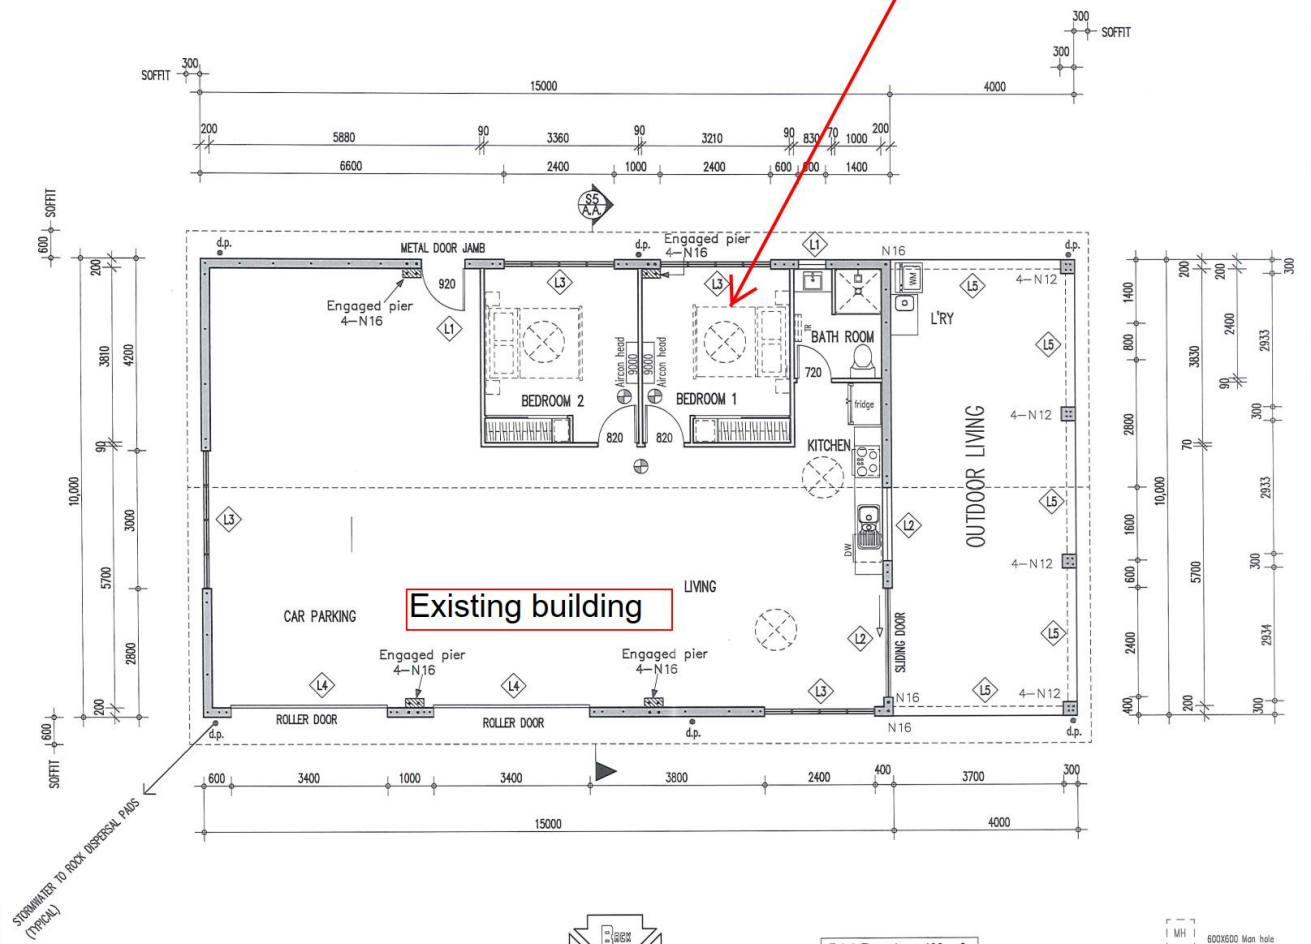 300
SOFFIT
300
300
SOFFIT
15000
4000
200
5880
90
3360
90
3210
90
830
70
1000
200
6600
2400
1000
2400
600
800
1400
SOFFIT
600
S5
A.A.
d.p.
METAL DOOR JAMB
d.p.
Engaged pier
4-N16
L1
N16
d.p.
920
L3
L3
WM
L5
4-N12
Engaged pier
4-N16
L1
L'RY
TR
BATH ROOM
720
L5
Aircon head
9000
9000
Aircon head
BEDROOM 2
BEDROOM 1
fridge
820
820
KITCHEN
4-N12
OUTDOOR LIVING
L3
L2
L5
DW
4-N12
Existing building
LIVING
CAR PARKING
L2
SLIDING DOOR
L5
Engaged pier
4-N16
Engaged pier
4-N16
L4
L4
L3
N16
L5
4-N12
ROLLER DOOR
ROLLER DOOR
N16
d.p.
d.p.
d.p.
10,000
200
3810
90
5700
200
4200
3000
2800
600
SOFFIT
1400
800
2800
1600
600
2400
400
10,000
200
3830
70
5700
200
200
2400
90
300
2933
300
2933
300
2934
300
600
3400
1000
3400
3800
2400
400
3700
300
15000
4000
STORMWATER TO ROCK DISPERSAL PADS
(TYPICAL)
MH
600X600 Man hole